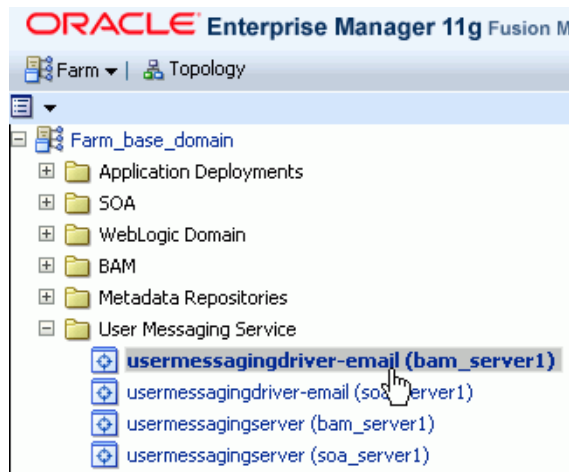 ORACLE Enterprise Manager 11g Fusion M
Farm Topology
Farm_base_domain
Application Deployments
SOA
WebLogic Domain
BAM
Metadata Repositories
User Messaging Service
usermessagingdriver-email (bam_server1)
usermessagingdriver-email (soa_server1)
usermessagingserver (bam_server1)
usermessagingserver (soa_server1)